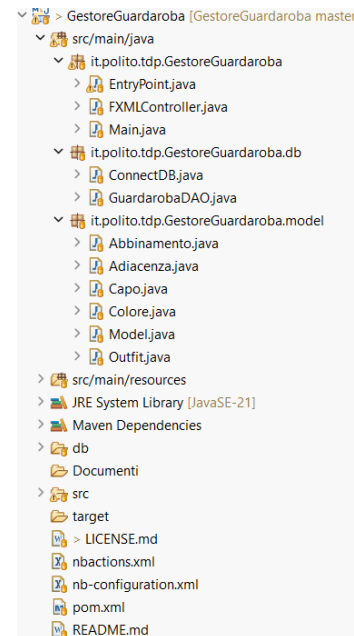 > GestoreGuardaroba [GestoreGuardaroba master
src/main/java
it.polito.tdp.GestoreGuardaroba
EntryPoint.java
FXMLController.java
Main.java
it.polito.tdp.GestoreGuardaroba.db
ConnectDB.java
GuardarobaDAO.java
it.polito.tdp.GestoreGuardaroba.model
Abbinamento.java
Adiacenza.java
Capo.java
Colore.java
Model.java
Outfit.java
src/main/resources
JRE System Library [JavaSE-21]
Maven Dependencies
db
Documenti
src
target
> LICENSE.md
nbactions.xml
nb-configuration.xml
pom.xml
README.md